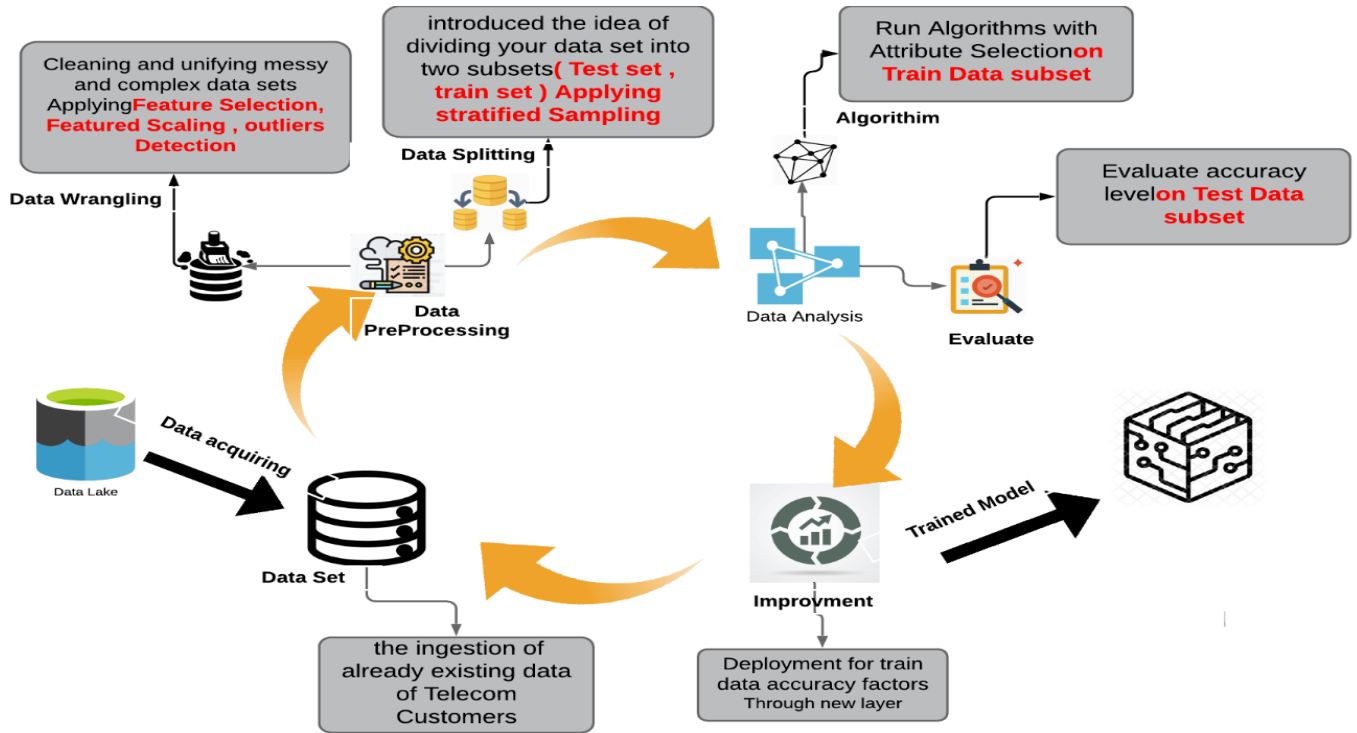 Cleaning and unifying messy
and complex data sets
ApplyingFeature Selection,
Featured Scaling , outliers
Detection
Data Wrangling
introduced the idea of
dividing your data set into
two subsets( Test set ,
train set ) Applying
stratified Sampling
Data Splitting
Data
PreProcessing
Run Algorithms with
Attribute Selectionon
Train Data subset
Algorithim
Evaluate accuracy
levelon Test Data
subset
Data Analysis
Evaluate
Data Lake
Data acquiring
Data Set
the ingestion of
already existing data
of Telecom
Customers
Improvment
Trained Model .
Deployment for train
data accuracy factors
Through new layer